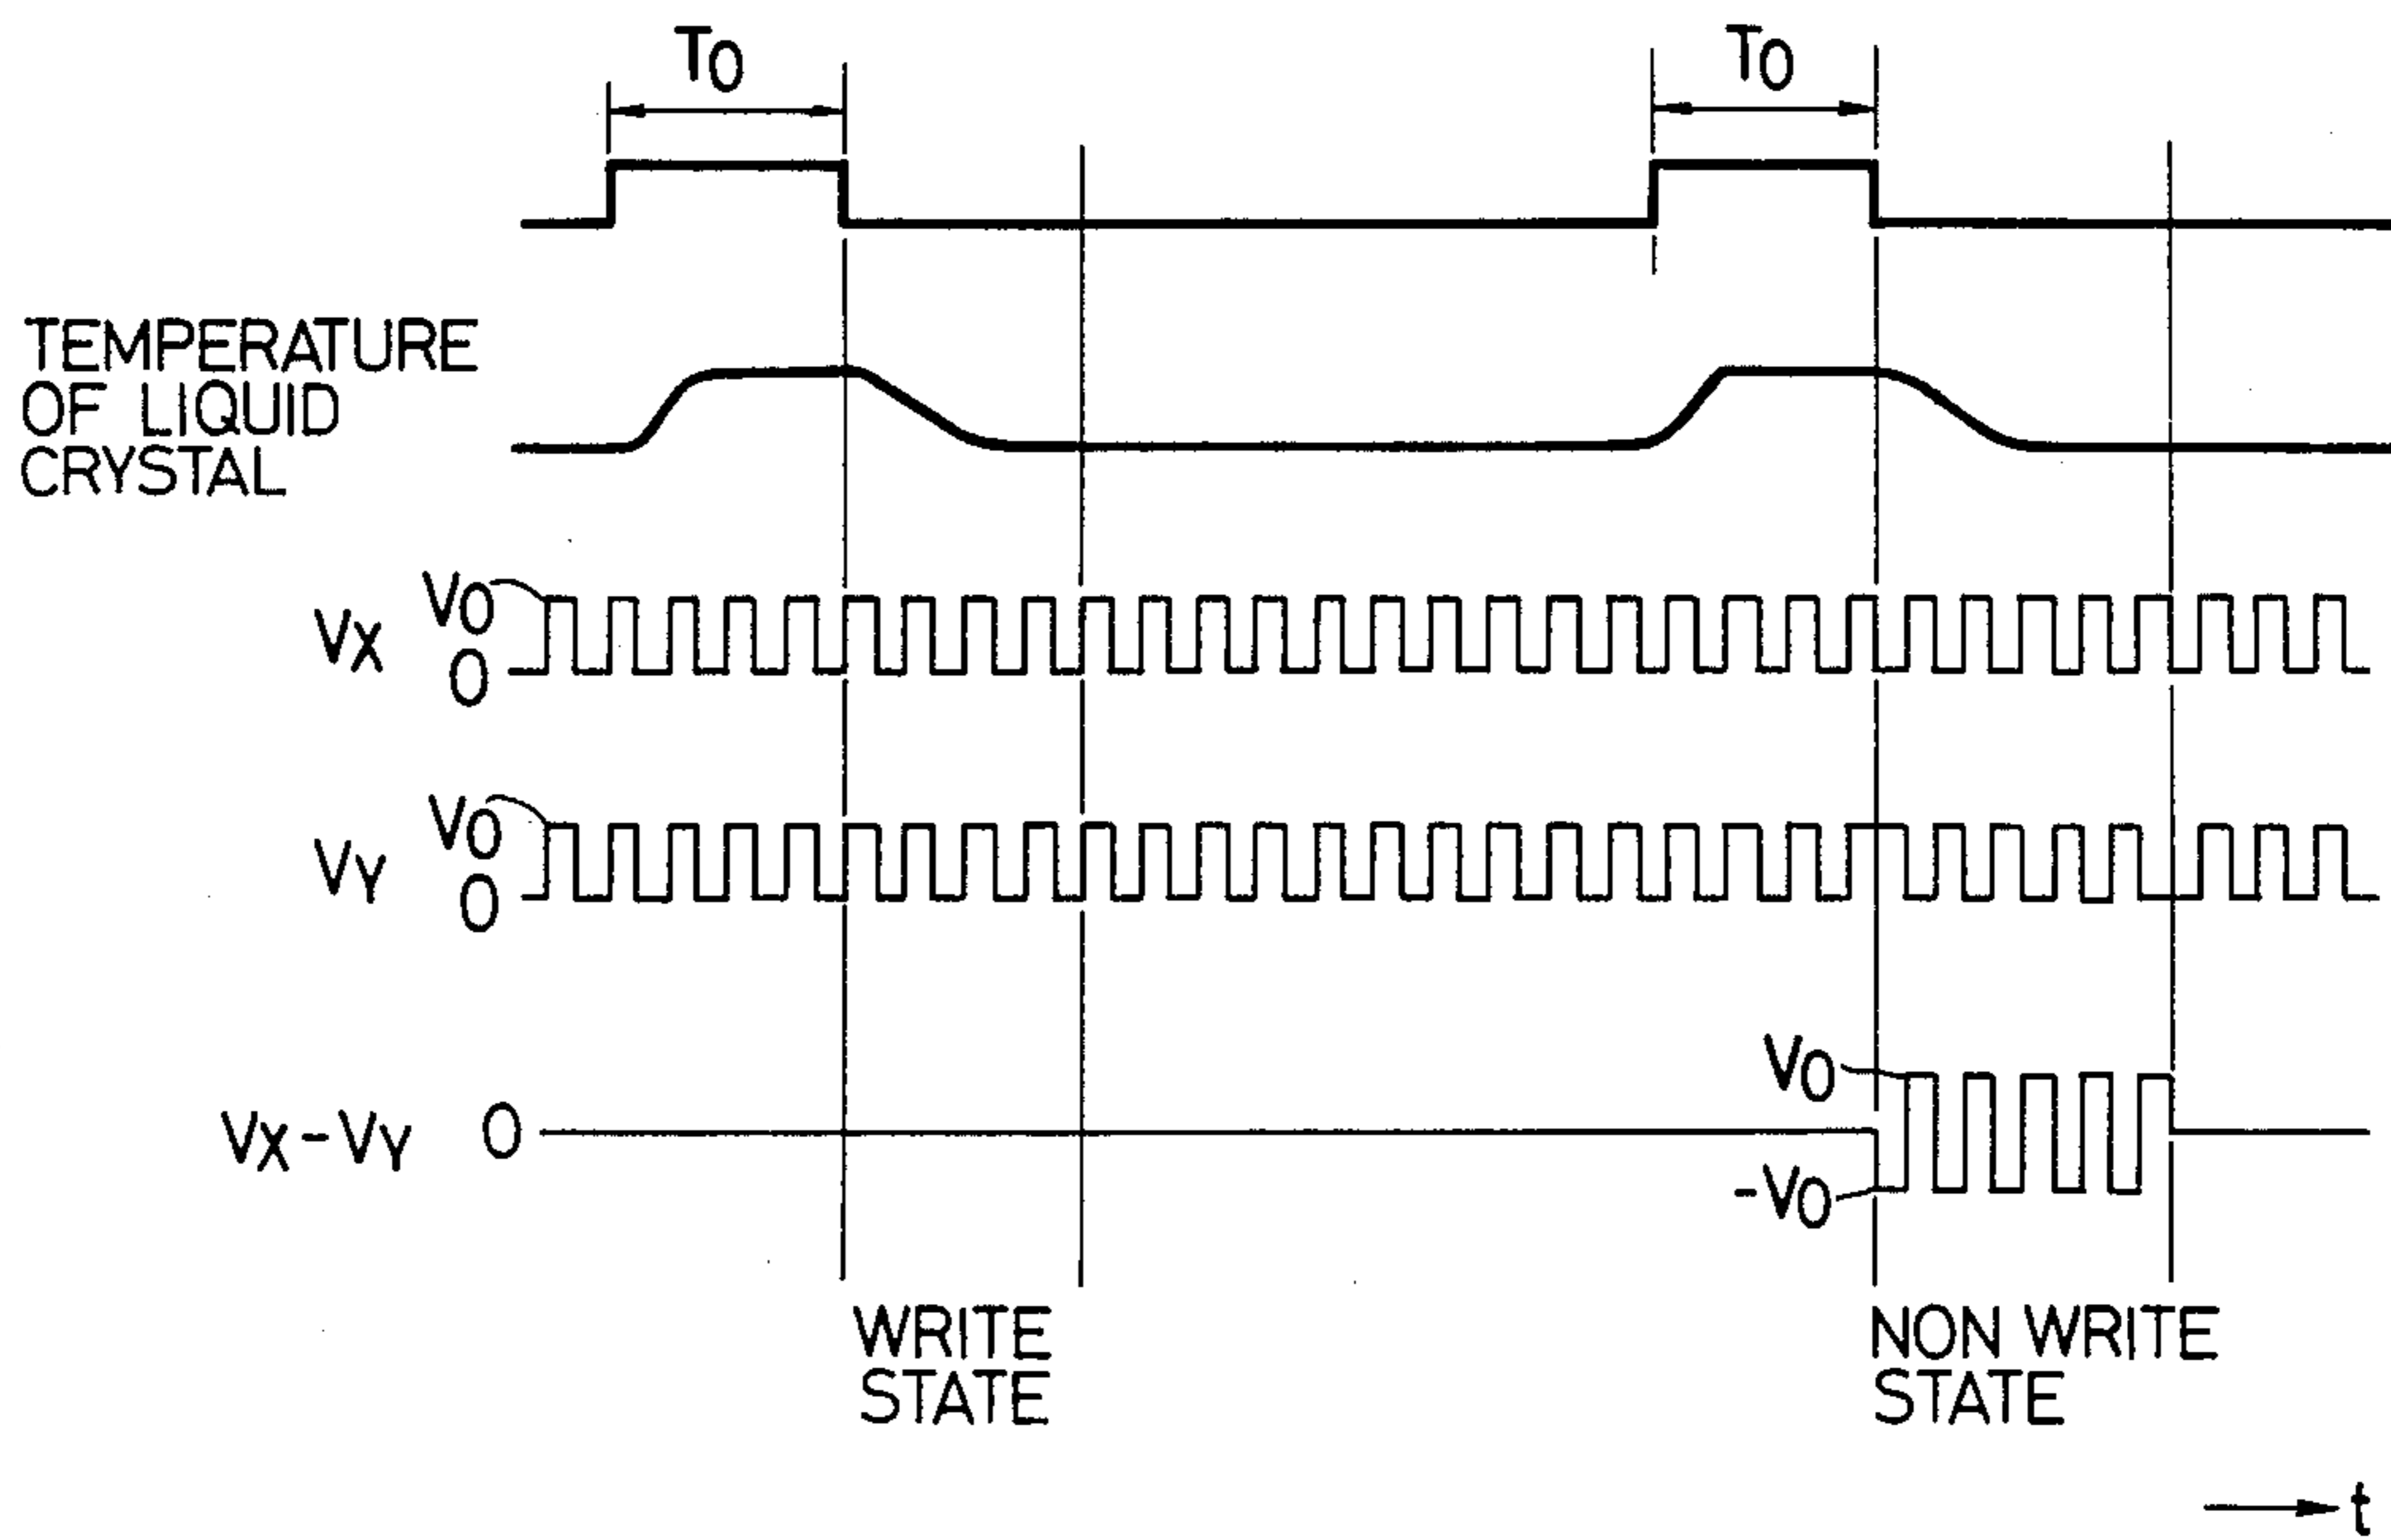 T0 T0
TEMPERATURE
OF LIQUID
CRYSTAL
VX V0
0
VY V0
0
V0
VX-VY 0
-V0
WRITE NON WRITE
STATE STATE
t